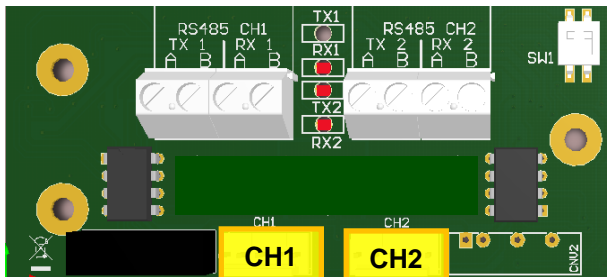 TX1
RS485 CH1
RS485 CH2
TX 1 RX 1
RX1
TX 2 RX 2
A B A B
A B A B
SW1
TX2
RX2
CH1
CH2
CH1
CH2
CNV2